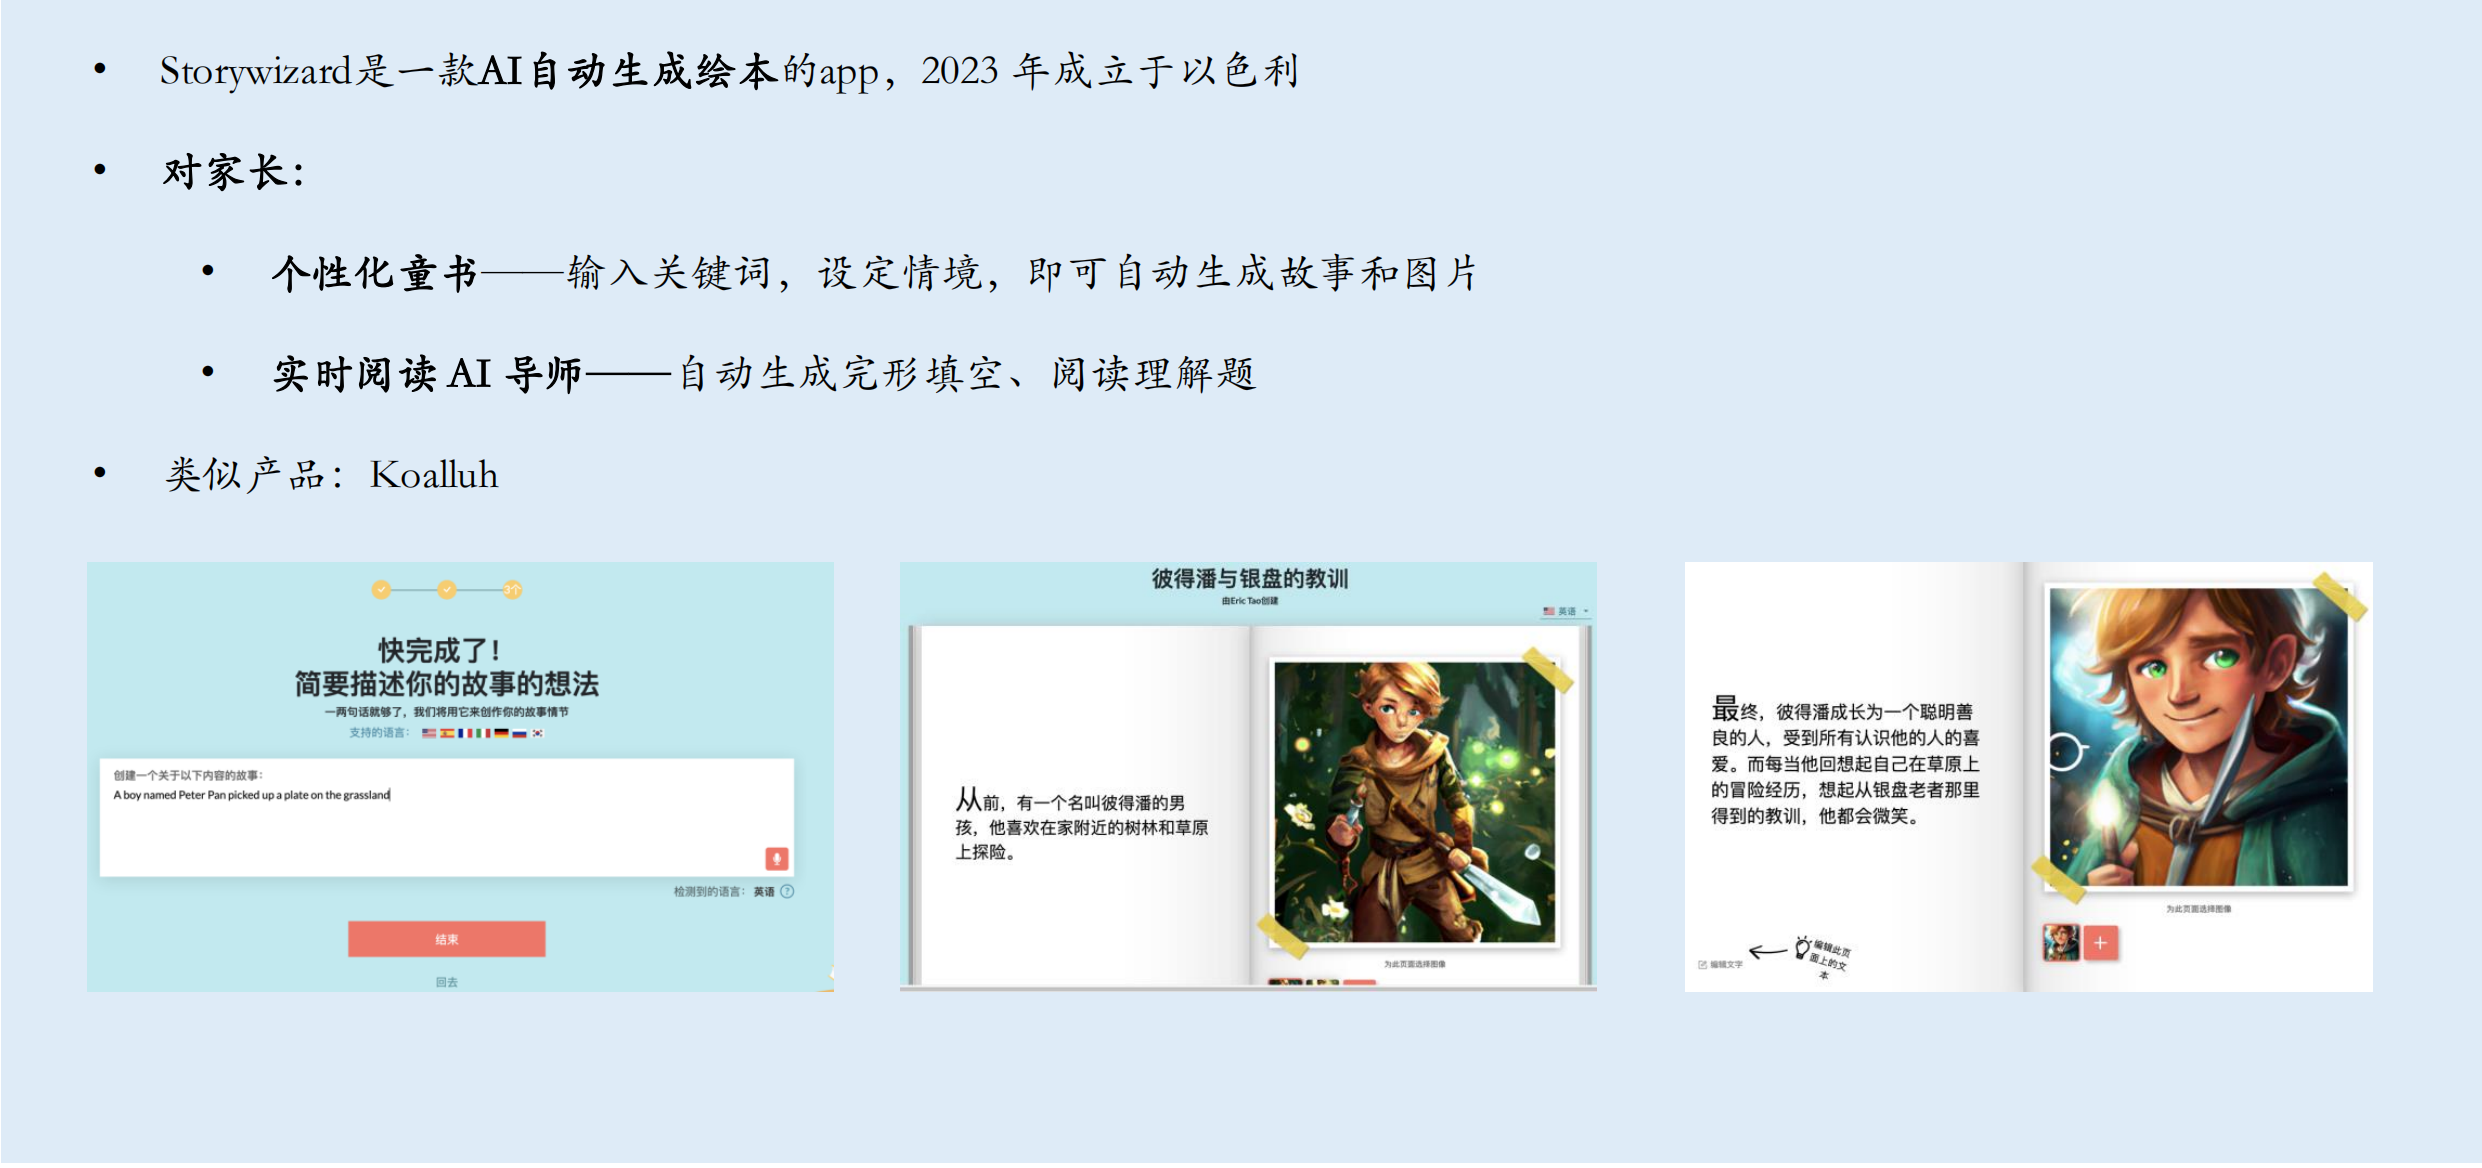 • Storywizard是一款AI自动生成绘本的app，2023 年成立于以色利
• 对家长：
• 个性化童书——输入关键词，设定情境，即可自动生成故事和图片
• 实时阅读 AI 导师——自动生成完形填空、阅读理解题
• 类似产品：Koalluh
3个
快完成了！
简要描述你的故事的想法
一两句话就够了，我们将用它来创作你的故事情节
支持的语言：
创建一个关于以下内容的故事：
A boy named Peter Pan picked up a plate on the grassland
检测到的语言： 英语 ?
结束
回去
彼得潘与银盘的教训
由Eric Tao创建
英语
从前，有一个名叫彼得潘的男
孩，他喜欢在家附近的树林和草原
上探险。
为此页面选择图像
最终，彼得潘成长为一个聪明善
良的人，受到所有认识他的人的喜
爱。而每当他回想起自己在草原上
的冒险经历，想起从银盘老者那里
得到的教训，他都会微笑。
为此页面选择图像
编辑文字
编辑此页
面上的文
本